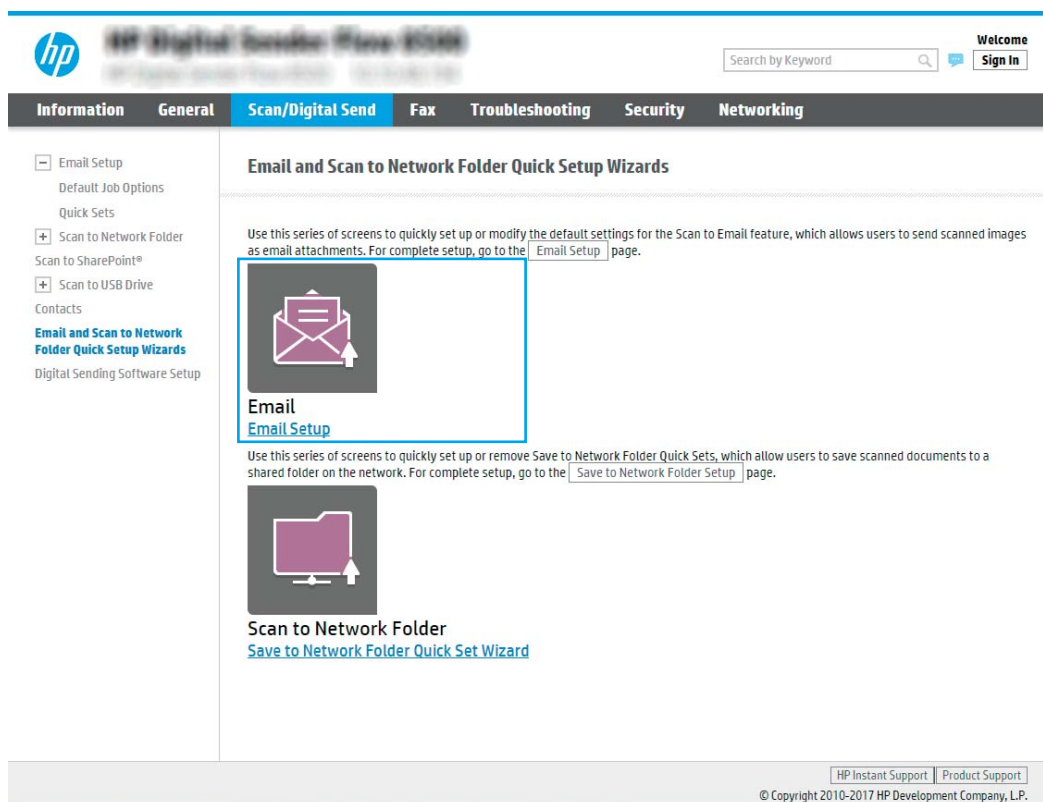 hp
Welcome
Search by Keyword
Sign In
Information General Scan/Digital Send Fax Troubleshooting Security Networking
Email Setup
Default Job Options
Quick Sets
Scan to Network Folder
Scan to SharePoint®
Scan to USB Drive
Contacts
Email and Scan to Network
Folder Quick Setup Wizards
Digital Sending Software Setup
Email and Scan to Network Folder Quick Setup Wizards
Use this series of screens to quickly set up or modify the default settings for the Scan to Email feature, which allows users to send scanned images
as email attachments. For complete setup, go to the Email Setup page.
Email
Email Setup
Use this series of screens to quickly set up or remove Save to Network Folder Quick Sets, which allow users to save scanned documents to a
shared folder on the network. For complete setup, go to the Save to Network Folder Setup page.
Scan to Network Folder
Save to Network Folder Quick Set Wizard
HP Instant Support Product Support
© Copyright 2010-2017 HP Development Company, L.P.